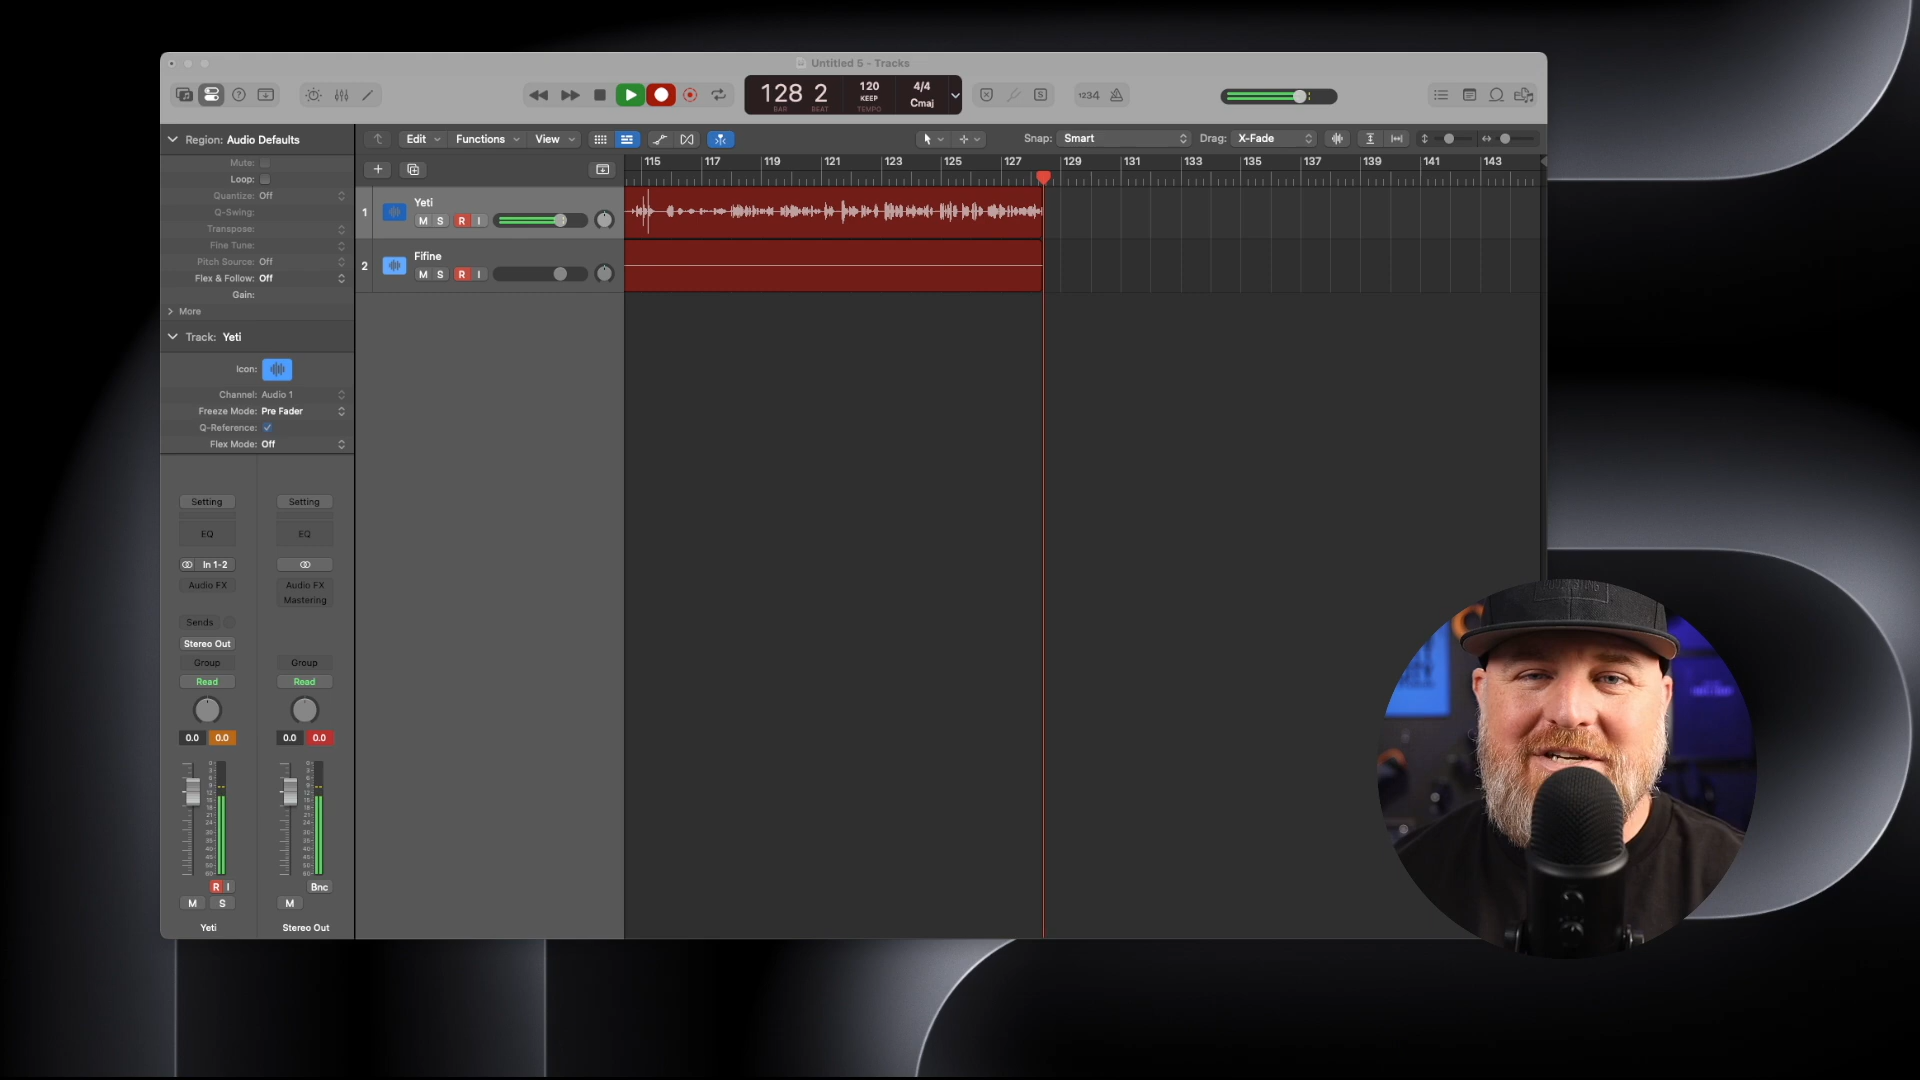 Untitled 5 - Tracks
128 2
BAR BEAT
120
KEEP
TEMPO
4/4
Cmaj
1234
Region: Audio Defaults
Edit Functions View
Snap: Smart
Drag: X-Fade
115 117 119 121 123 125 127 129 131 133 135 137 139 141 143
Mute:
Loop:
Quantize: Off
Q-Swing:
Transpose:
Fine Tune:
Pitch Source: Off
Flex & Follow: Off
Gain:
More
Track: Yeti
Icon:
Channel: Audio 1
Freeze Mode: Pre Fader
Q-Reference:
Flex Mode: Off
1 Yeti
M S R I
2 Fifine
M S R I
Setting Setting
EQ EQ
In 1-2
Audio FX Audio FX
Mastering
Sends
Stereo Out
Group Group
Read Read
0.0 0.0 0.0 0.0
R I Bnc
M S M
Yeti Stereo Out